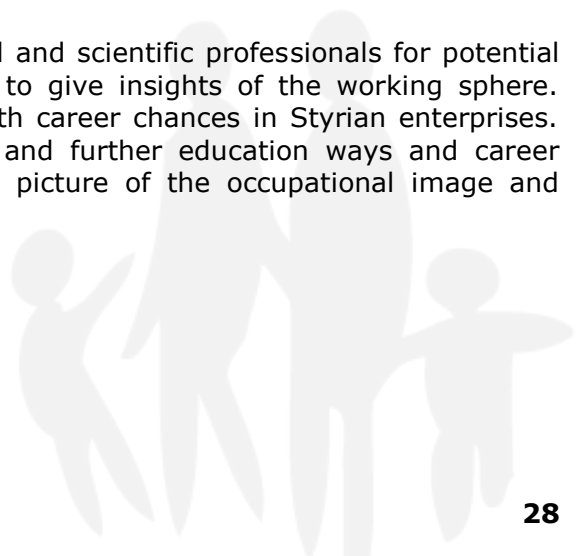 and scientific professionals for potential
to give insights of the working sphere.
career chances in Styrian enterprises.
and further education ways and career
picture of the occupational image and
28